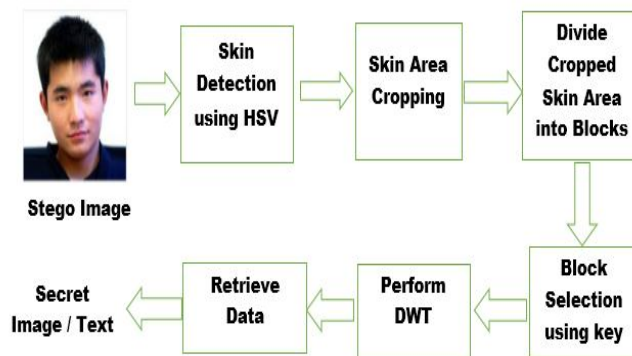 Stego Image
Skin
Detection
using HSV
Skin Area
Cropping
Divide
Cropped
Skin Area
into Blocks
Block
Selection
using key
Perform
DWT
Retrieve
Data
Secret
Image / Text